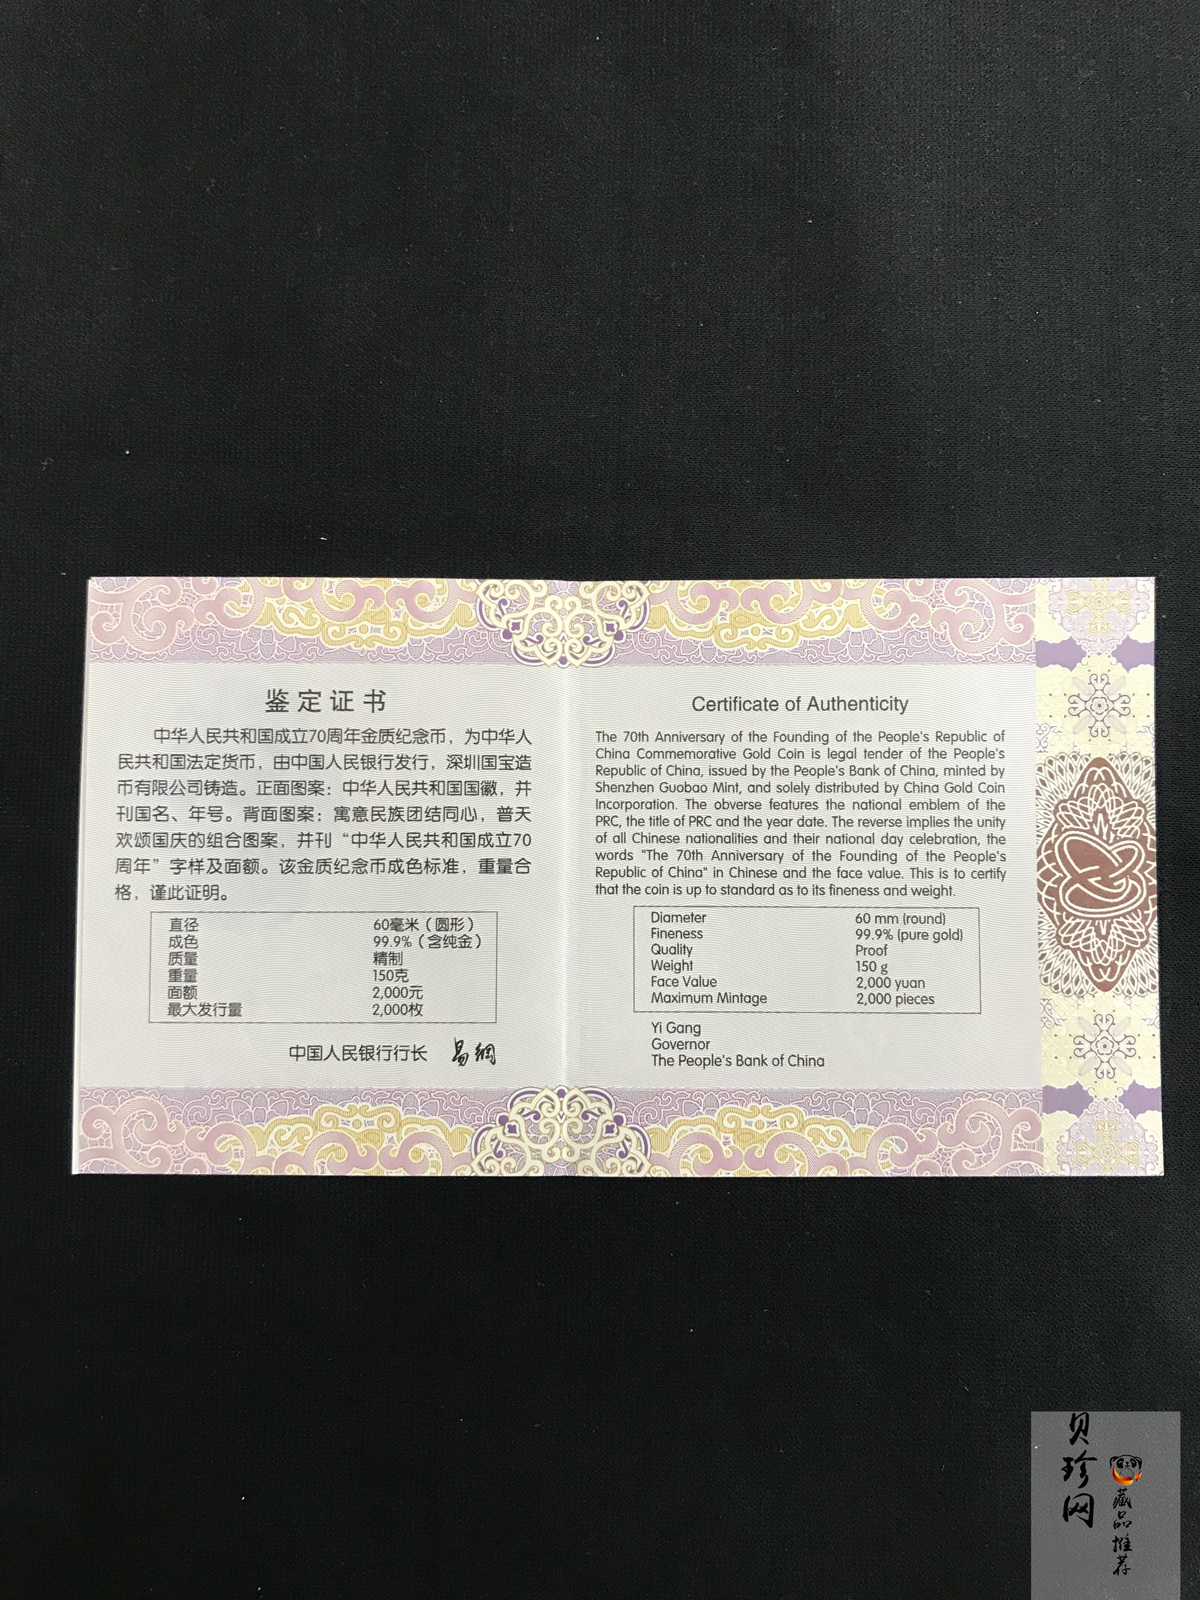 鉴定证书
中华人民共和国成立70周年金质纪念币，为中华人
民共和国法定货币，由中国人民银行发行，深圳国宝造
币有限公司铸造。正面图案：中华人民共和国国徽，并
刊国名、年号。背面图案：寓意民族团结同心，普天
欢颂国庆的组合图案，并刊“中华人民共和国成立70
周年”字样及面额。该金质纪念币成色标准，重量合
格，谨此证明。
直径 60毫米（圆形）
成色 99.9%（含纯金）
质量 精制
重量 150克
面额 2,000元
最大发行量 2,000枚
中国人民银行行长 易纲
Certificate of Authenticity
The 70th Anniversary of the Founding of the People's Republic of
China Commemorative Gold Coin is legal tender of the People's
Republic of China, issued by the People's Bank of China, minted by
Shenzhen Guobao Mint, and solely distributed by China Gold Coin
Incorporation. The obverse features the national emblem of the
PRC, the title of PRC and the year date. The reverse implies the unity
of all Chinese nationalities and their national day celebration, the
words "The 70th Anniversary of the Founding of the People's
Republic of China" in Chinese and the face value. This is to certify
that the coin is up to standard as to its fineness and weight.
Diameter 60 mm (round)
Fineness 99.9% (pure gold)
Quality Proof
Weight 150 g
Face Value 2,000 yuan
Maximum Mintage 2,000 pieces
Yi Gang
Governor
The People's Bank of China
贝珍网
藏品推荐